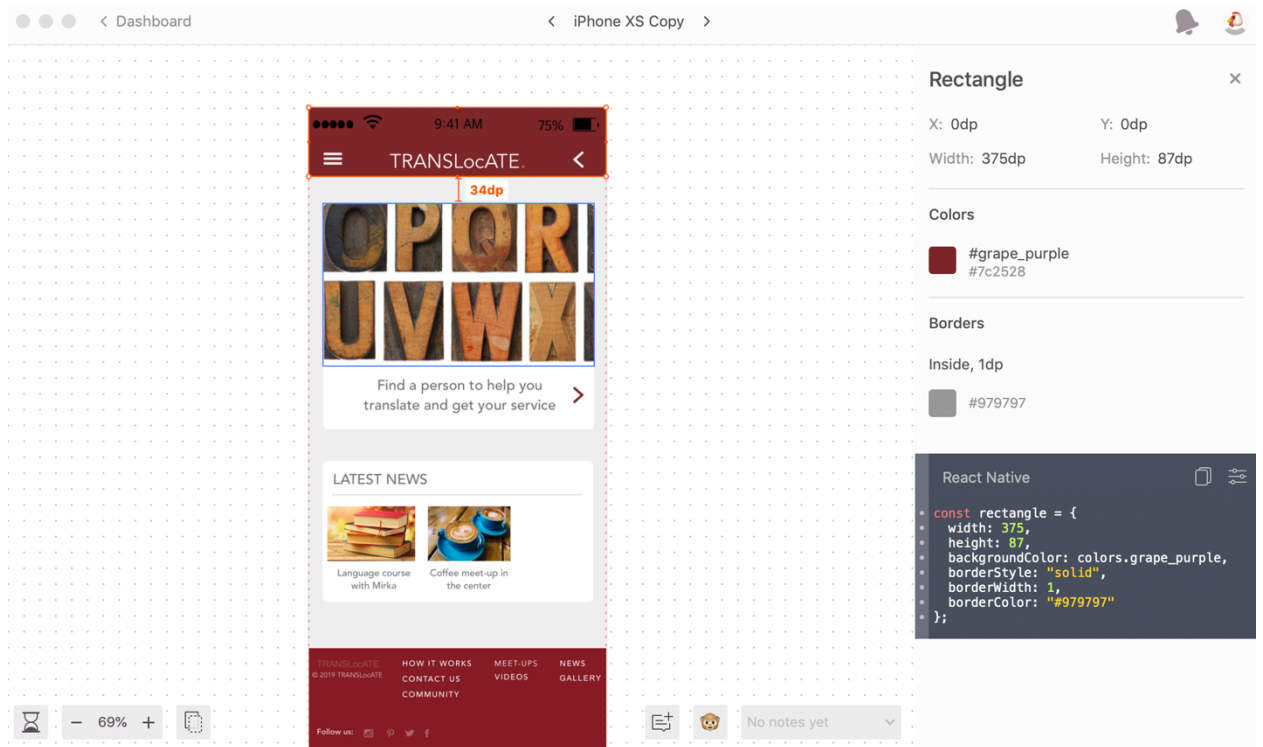 Dashboard
iPhone XS Copy
Rectangle
X: 0dp
Y: 0dp
Width: 375dp
Height: 87dp
Colors
#grape_purple
#7c2528
Borders
Inside, 1dp
#979797
React Native
const rectangle = {
width: 375,
height: 87,
backgroundColor: colors.grape_purple,
borderStyle: "solid",
borderWidth: 1,
borderColor: "#979797"
};
9:41 AM
75%
TRANSLocATE.
34dp
OPQR
UVWX
Find a person to help you
translate and get your service
LATEST NEWS
Language course
with Mirka
Coffee meet-up in
the center
TRANSLocATE
© 2019 TRANSLocATE
HOW IT WORKS
CONTACT US
COMMUNITY
MEET-UPS
VIDEOS
NEWS
GALLERY
Follow us:
69%
No notes yet